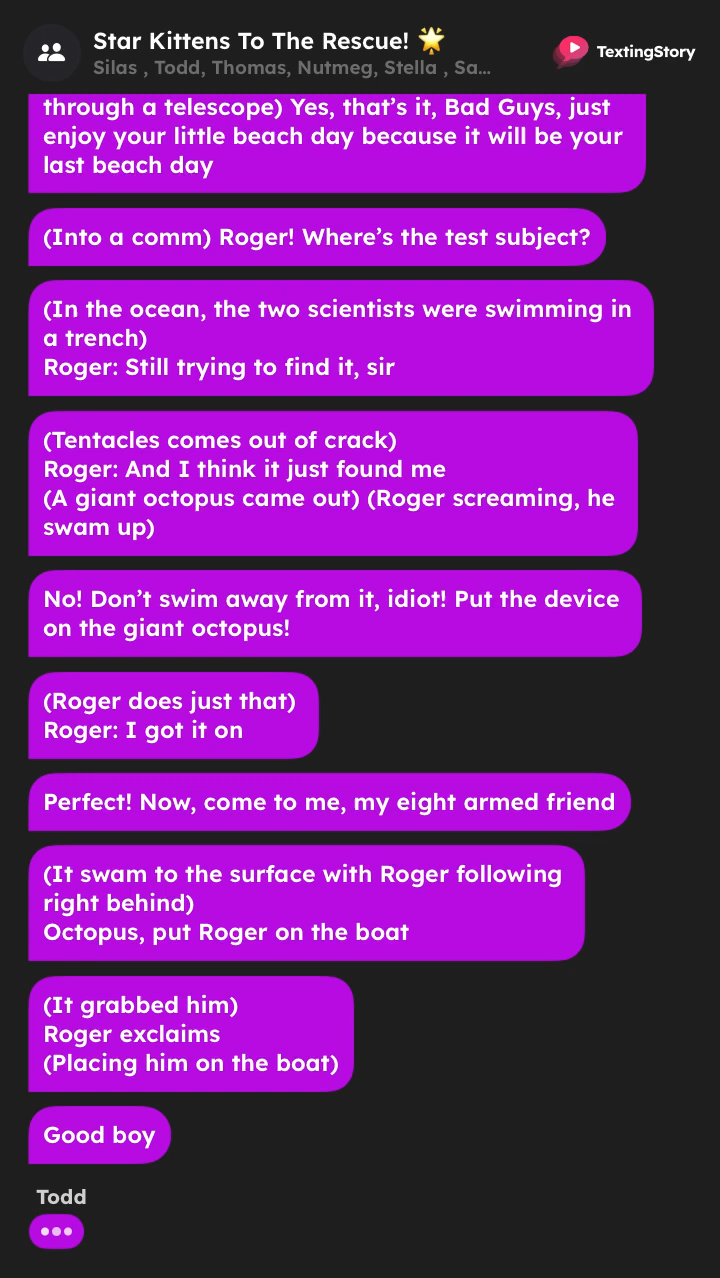 Star Kittens To The Rescue! 🌟
Silas , Todd, Thomas, Nutmeg, Stella , Sa...
TextingStory
through a telescope) Yes, that's it, Bad Guys, just
enjoy your little beach day because it will be your
last beach day
(Into a comm) Roger! Where's the test subject?
(In the ocean, the two scientists were swimming in
a trench)
Roger: Still trying to find it, sir
(Tentacles comes out of crack)
Roger: And I think it just found me
(A giant octopus came out) (Roger screaming, he
swam up)
No! Don't swim away from it, idiot! Put the device
on the giant octopus!
(Roger does just that)
Roger: I got it on
Perfect! Now, come to me, my eight armed friend
(It swam to the surface with Roger following
right behind)
Octopus, put Roger on the boat
(It grabbed him)
Roger exclaims
(Placing him on the boat)
Good boy
Todd